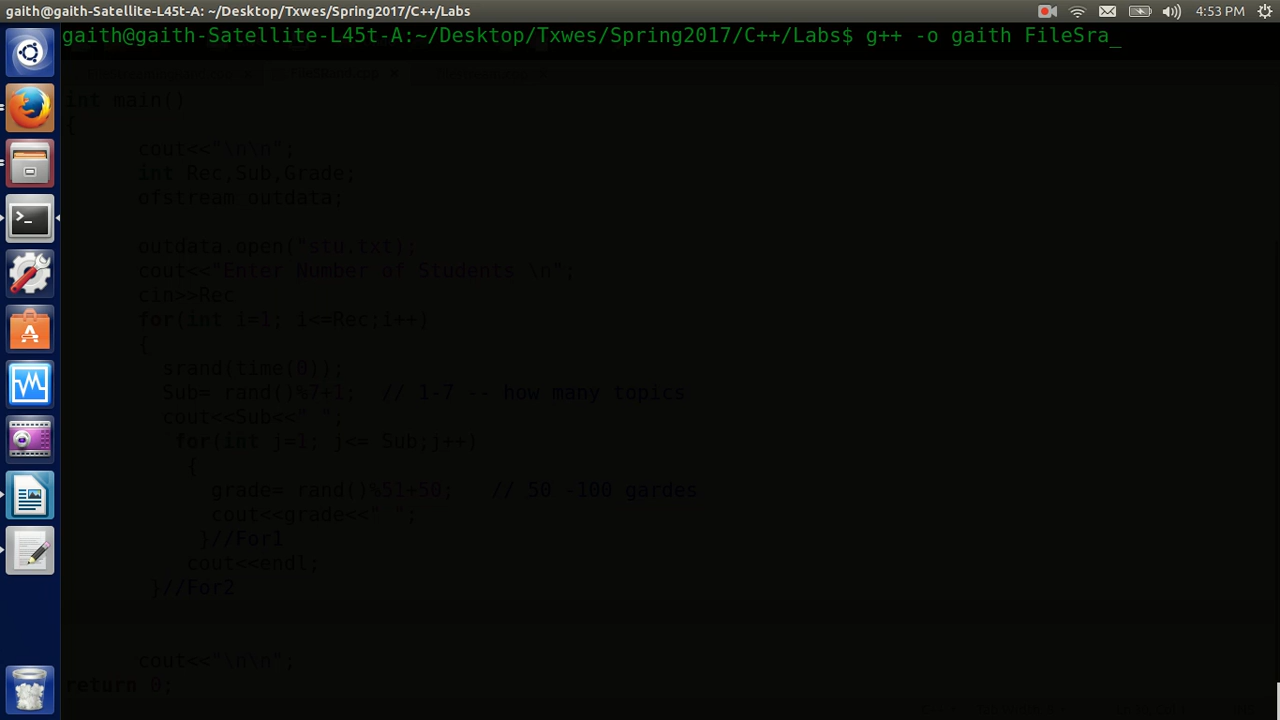 gaith@gaith-Satellite-L45t-A: ~/Desktop/Txwes/Spring2017/C++/Labs
4:53 PM
gaith@gaith-Satellite-L45t-A:~/Desktop/Txwes/Spring2017/C++/Labs$ g++ -o gaith FileSra_
int main()
{
cout<<"\n\n";
int Rec,Sub,Grade;
ofstream outdata;
outdata.open("stu.txt);
cout<<"Enter Number of Students \n";
cin>>Rec
for(int i=1; i<=Rec;i++)
{
srand(time(0));
Sub= rand()%7+1; // 1-7 -- how many topics
cout<<Sub<<" ";
for(int j=1; j<= Sub;j++)
{
grade= rand()%51+50; // 50 -100 gardes
cout<<grade<<" ";
}//For1
cout<<endl;
}//For2
cout<<"\n\n";
return 0;